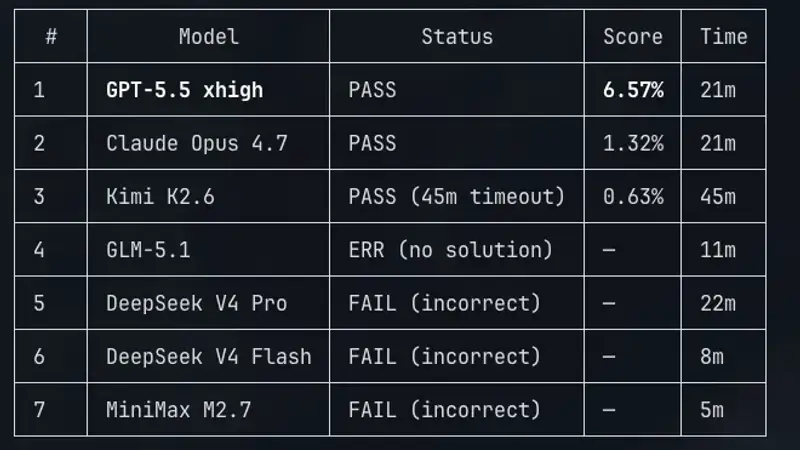 # Model Status Score Time
1 GPT-5.5 xhigh PASS 6.57% 21m
2 Claude Opus 4.7 PASS 1.32% 21m
3 Kimi K2.6 PASS (45m timeout) 0.63% 45m
4 GLM-5.1 ERR (no solution) — 11m
5 DeepSeek V4 Pro FAIL (incorrect) — 22m
6 DeepSeek V4 Flash FAIL (incorrect) — 8m
7 MiniMax M2.7 FAIL (incorrect) — 5m